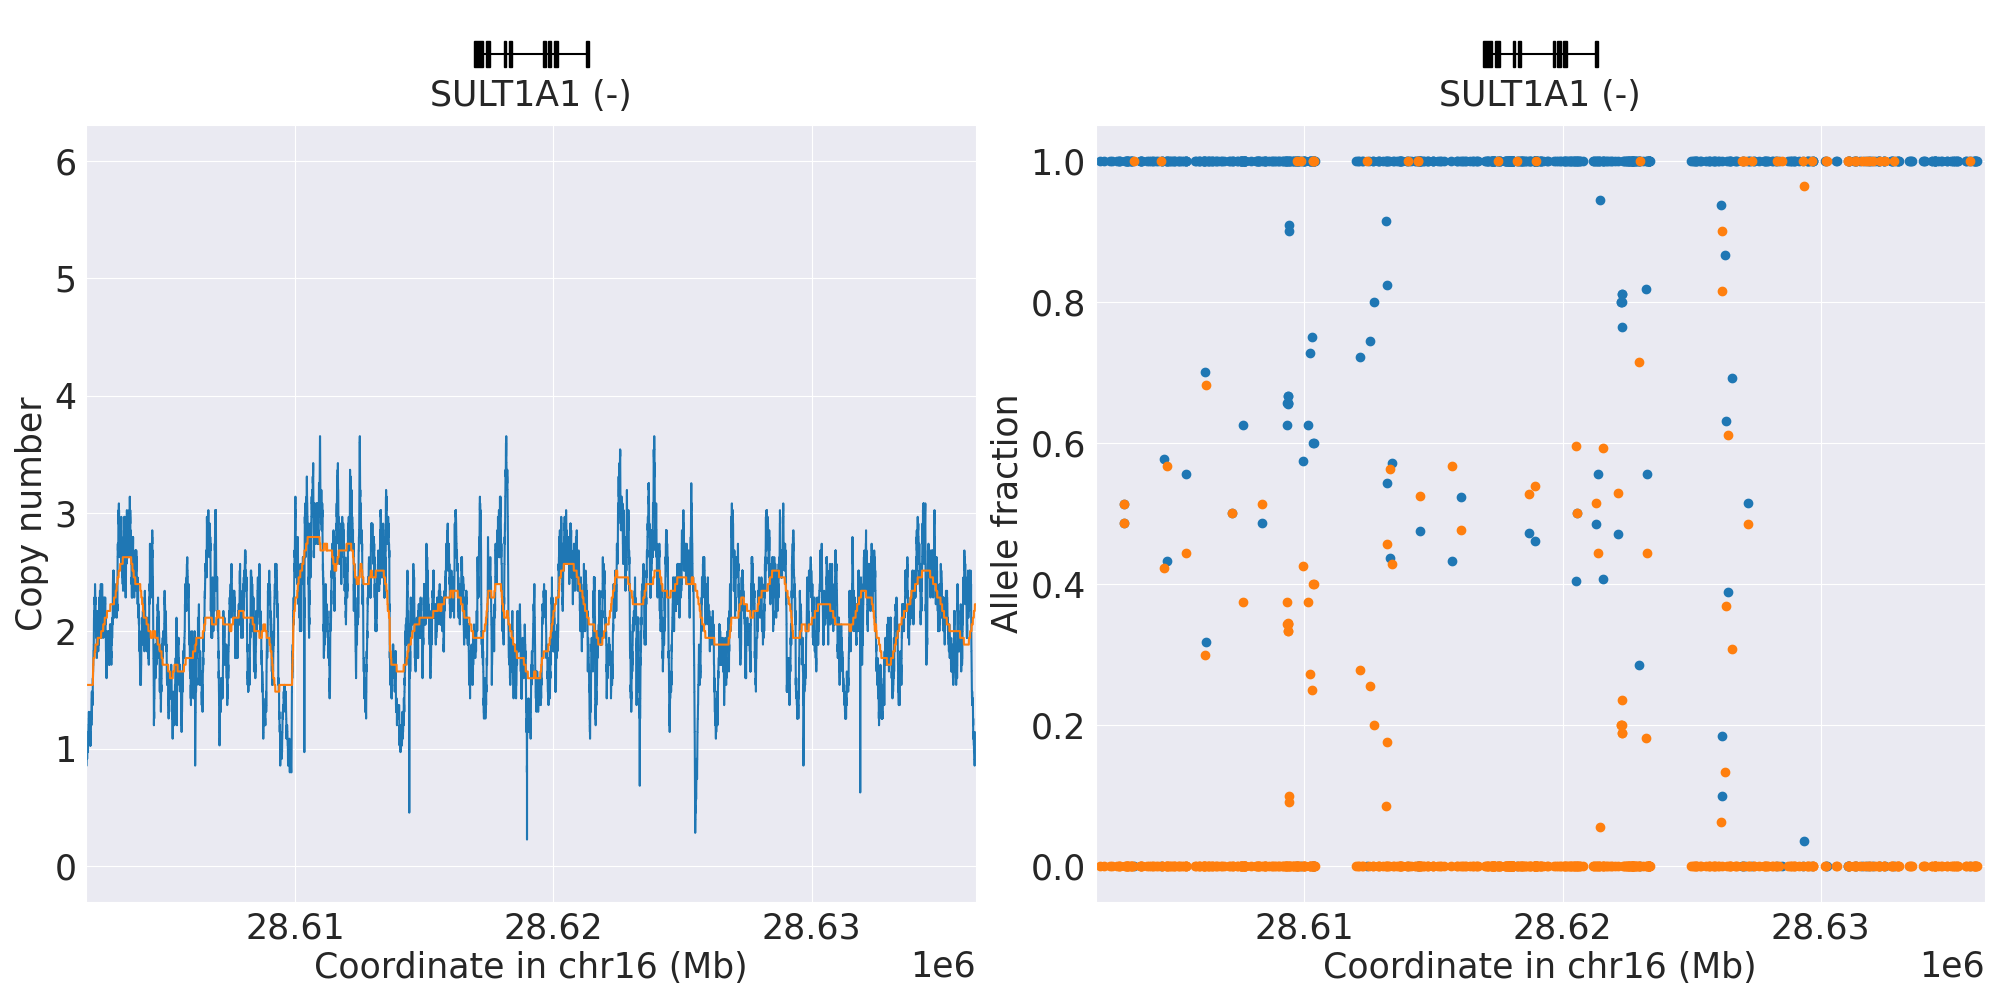 SULT1A1 (-)
6
5
4
3
2
1
0
Copy number
28.61
28.62
28.63
Coordinate in chr16 (Mb)
1e6
SULT1A1 (-)
1.0
0.8
0.6
0.4
0.2
0.0
Allele fraction
28.61
28.62
28.63
Coordinate in chr16 (Mb)
1e6